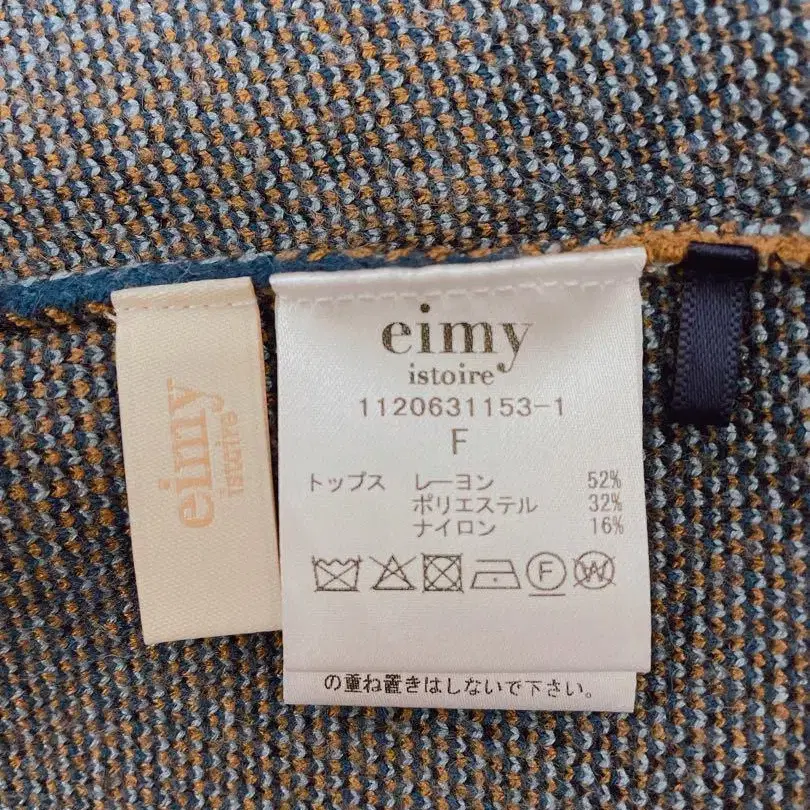 eimy
istoire
eimy
istoire®
1120631153-1
F
トップス レーヨン 52%
ポリエステル 32%
ナイロン 16%
F W
の重ね置きはしないで下さい。